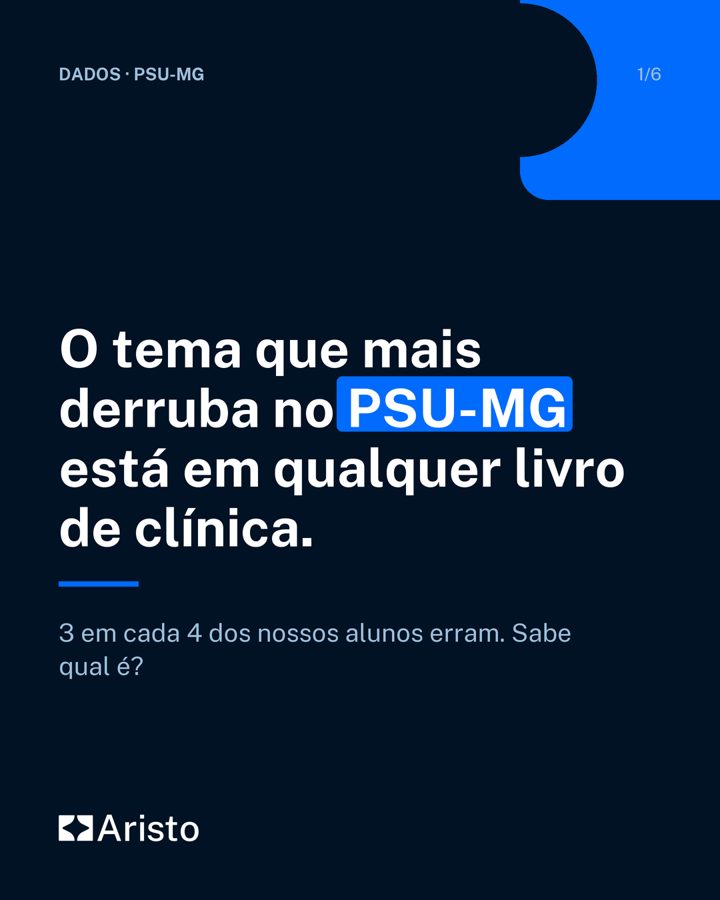 DADOS · PSU-MG
1/6
O tema que mais
derruba no PSU-MG
está em qualquer livro
de clínica.
3 em cada 4 dos nossos alunos erram. Sabe
qual é?
Aristo